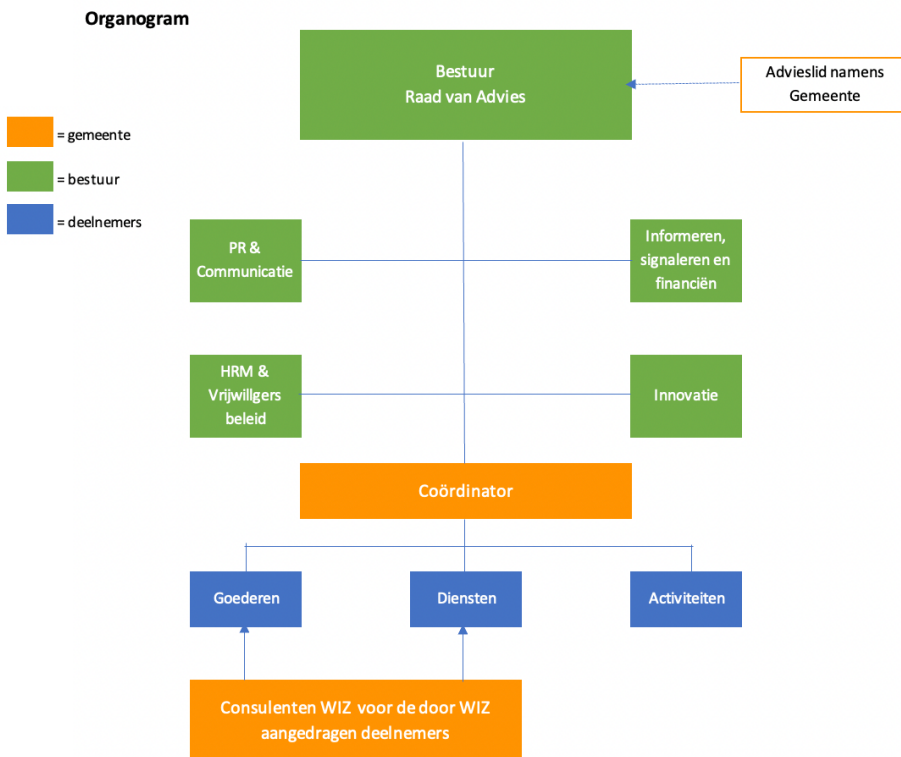 Organogram
Bestuur
Raad van Advies
Advieslid namens
Gemeente
= gemeente
= bestuur
= deelnemers
PR &
Communicatie
Informeren,
signaleren en
financiën
HRM &
Vrijwillgers
beleid
Innovatie
Coördinator
Goederen
Diensten
Activiteiten
Consulenten WIZ voor de door WIZ
aangedragen deelnemers